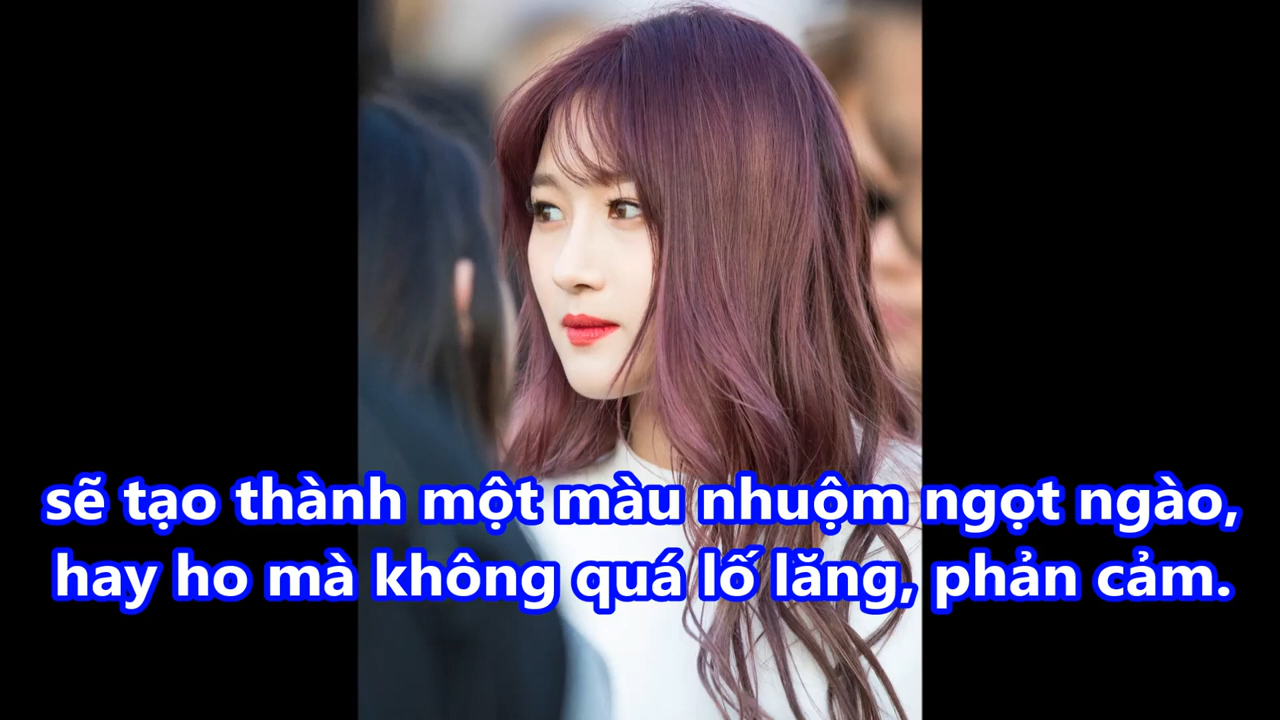 sẽ tạo thành một màu nhuộm ngọt ngào,
hay ho mà không quá lố lăng, phản cảm.